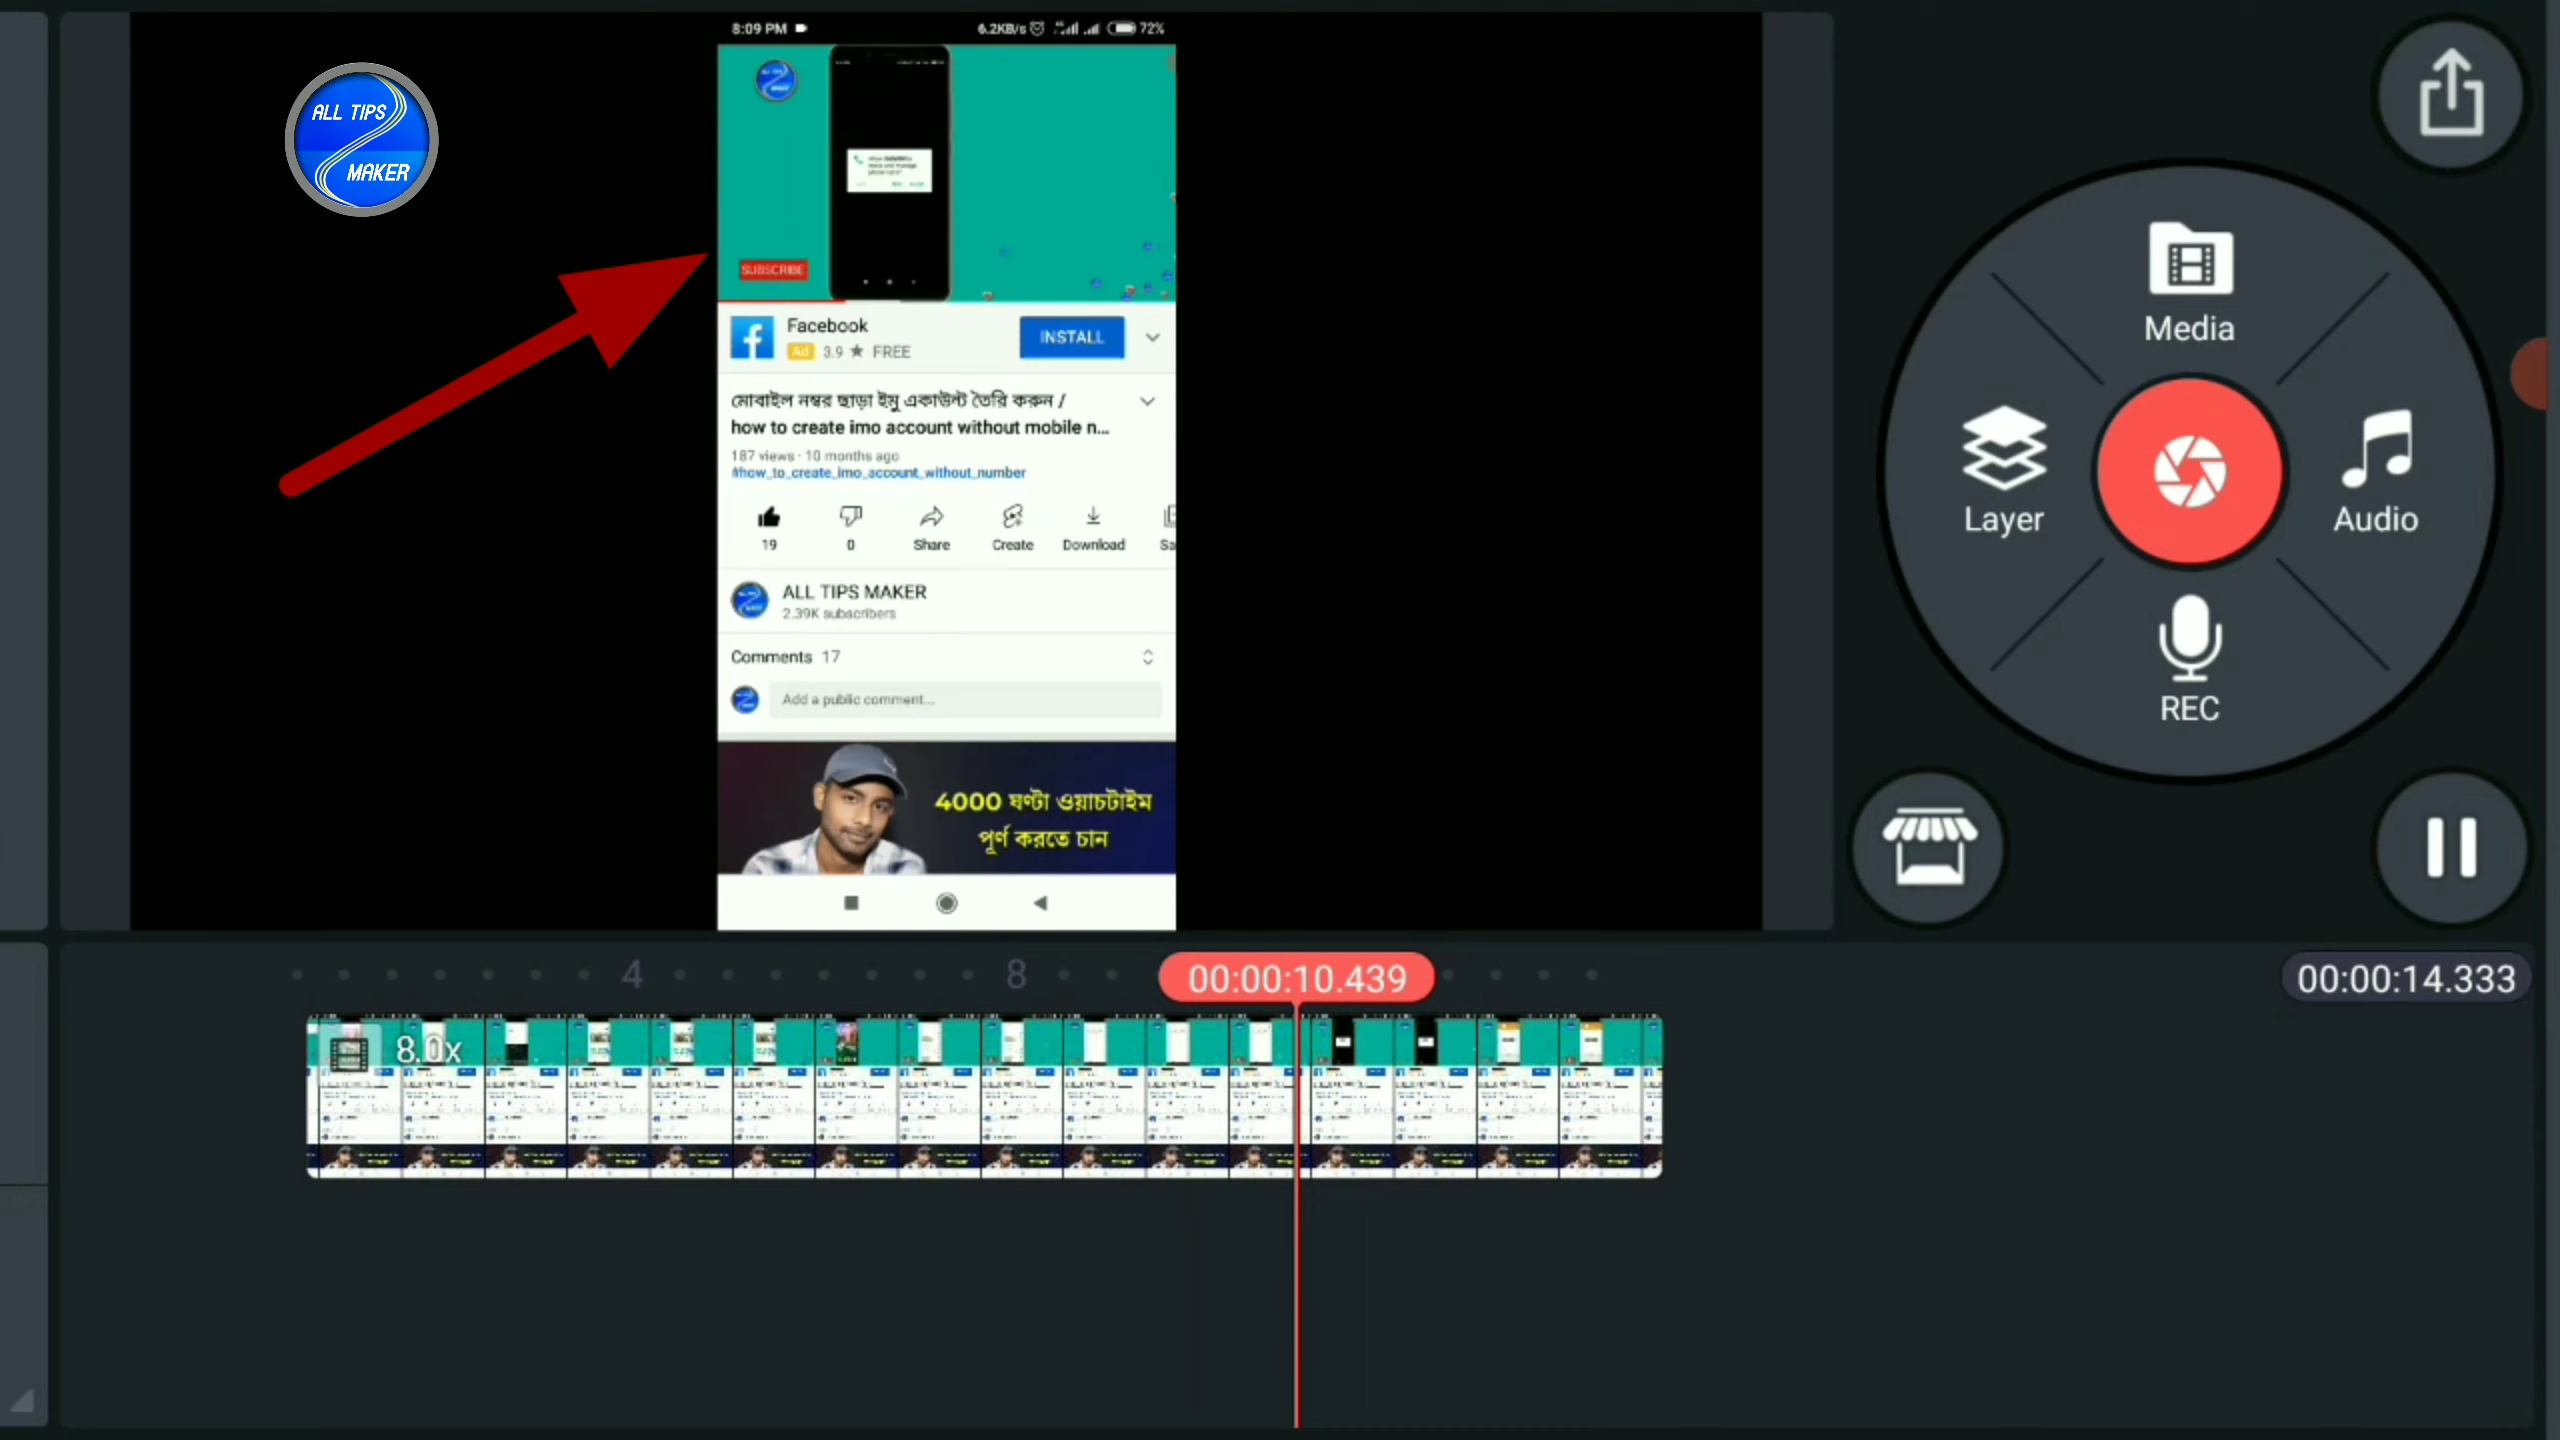 8:09 PM
6.2KB/s
72%
ALL TIPS
MAKER
SUBSCRIBE
Facebook
INSTALL
Ad 3.9 ★ FREE
মোবাইল নম্বর ছাড়া ইমু একাউন্ট তৈরি করুন /
how to create imo account without mobile n...
187 views · 10 months ago
#how_to_create_imo_account_without_number
19
0
Share
Create
Download
Sa
ALL TIPS MAKER
2.39K subscribers
Comments 17
Add a public comment...
4000 ঘণ্টা ওয়াচটাইম
পূর্ণ করতে চান
Media
Layer
Audio
REC
4
8
00:00:10.439
00:00:14.333
8.0x